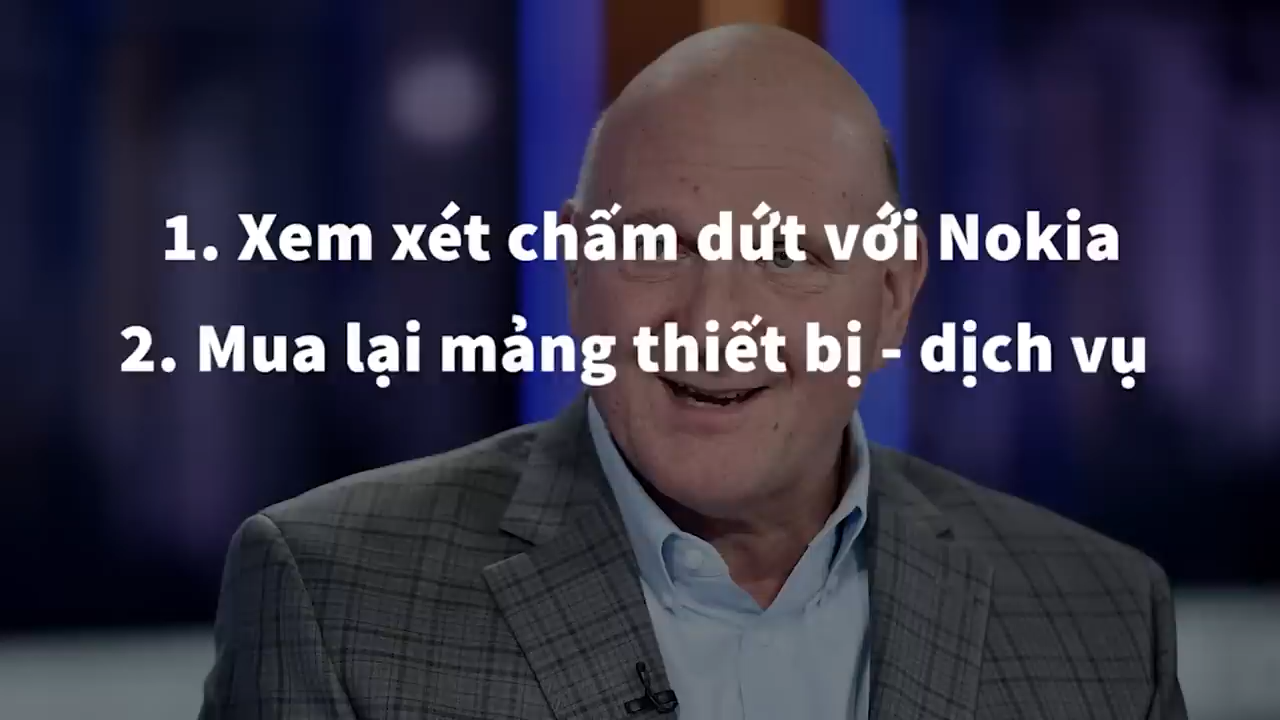 1. Xem xét chấm dứt với Nokia
2. Mua lại mảng thiết bị - dịch vụ